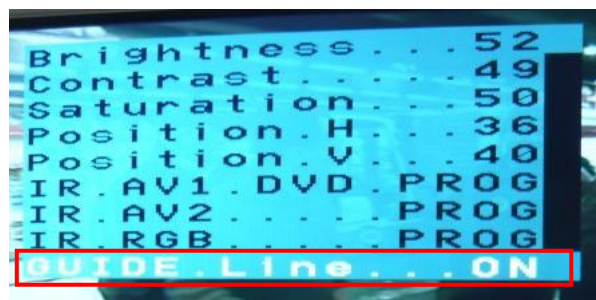 Brightness...52
Contrast.....49
Saturation...50
Position.H...36
Position.V...40
IR.AV1.DVD.PROG
IR.AV2.....PROG
IR.RGB.....PROG
GUIDE.Line...ON